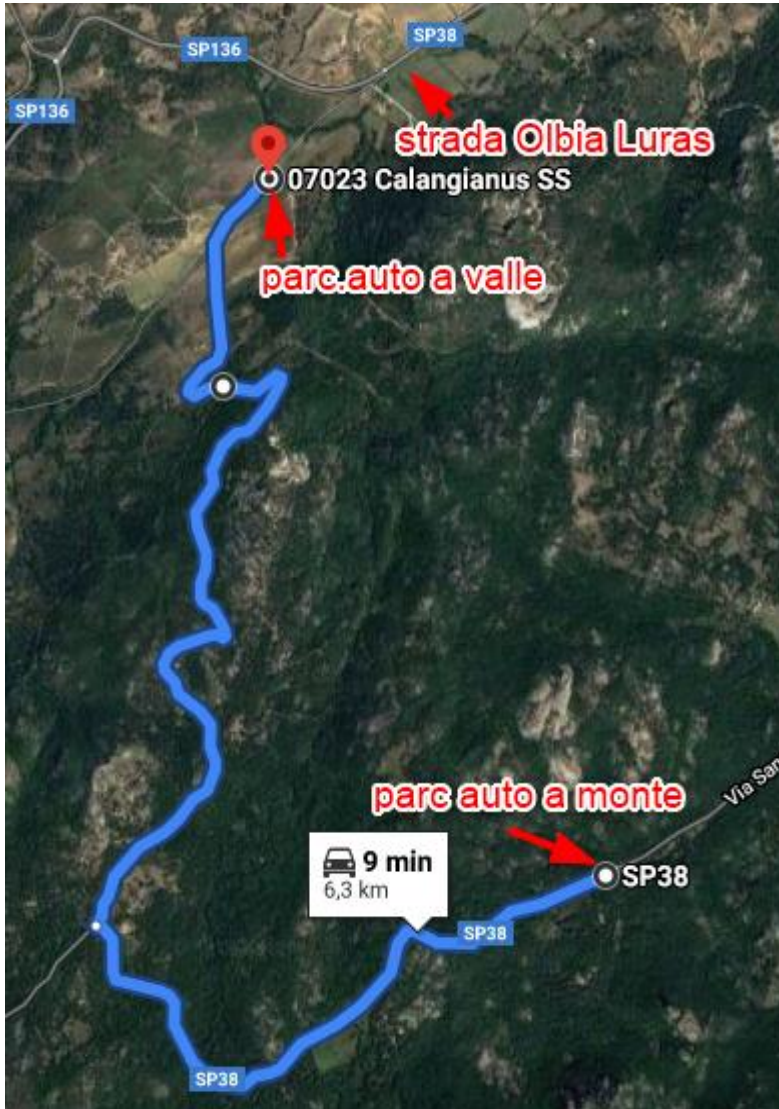 SP136
SP38
SP136
strada Olbia Luras
07023 Calangianus SS
parc.auto a valle
parc auto a monte
Via San
9 min
6,3 km
SP38
SP38
SP38